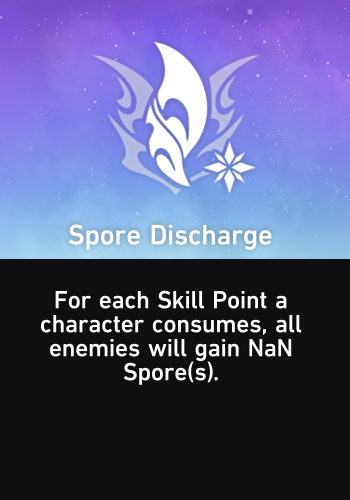 Spore Discharge
For each Skill Point a
character consumes, all
enemies will gain NaN
Spore(s).